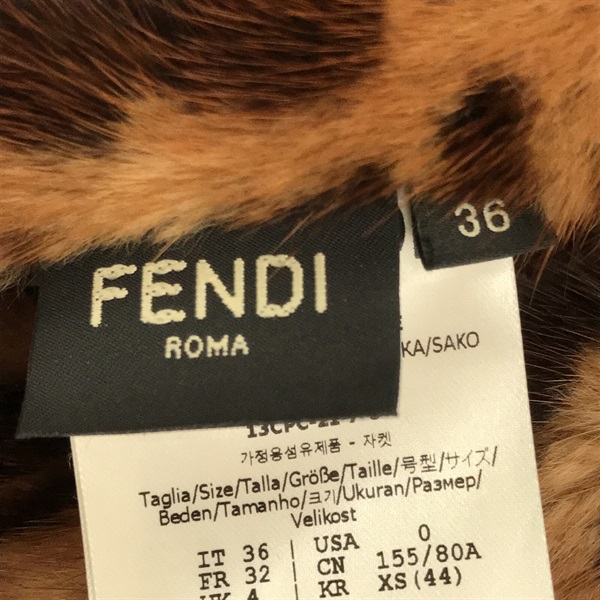 FENDI
ROMA
36
KA/SAKO
가정용섬유제품 - 자켓
Taglia/Size/Talla/Größe/Taille/号型/サイズ/
Beden/Tamanho/크기/Ukuran/Размер/
Velikost
IT 36 | USA 0
FR 32 | CN 155/80A
UK 4 | KR XS(44)